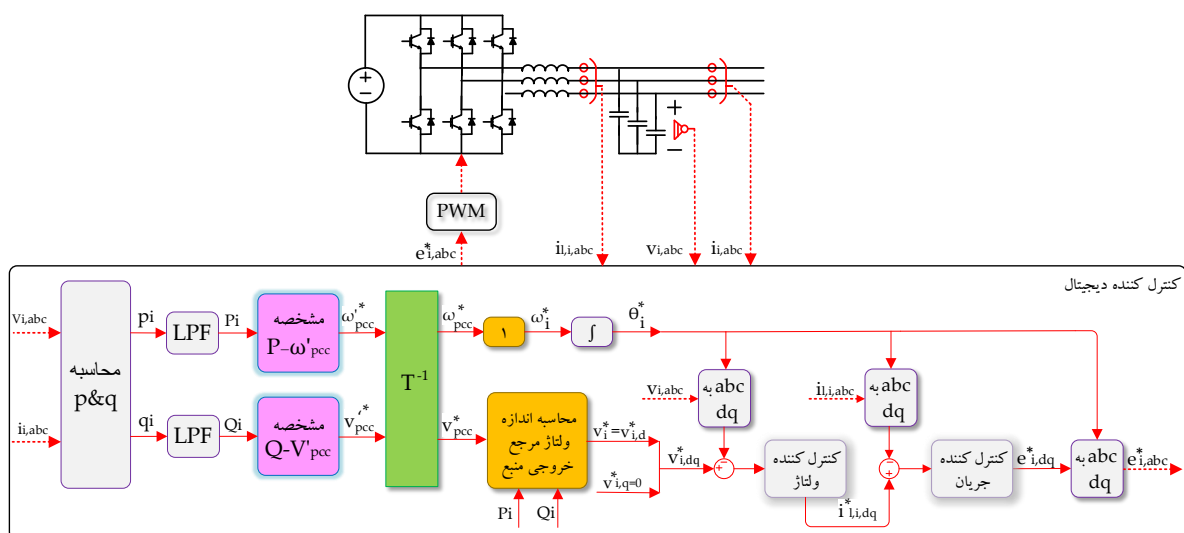 +
−
+
−
PWM
e*i,abc
il,i,abc
vi,abc
ii,abc
کنترل کننده دیجیتال
vi,abc
ii,abc
محاسبه
p&q
pi
qi
LPF
LPF
Pi
Qi
مشخصه
P-ω'pcc
مشخصه
Q-V'pcc
ω'*pcc
v'*pcc
T-1
ω*pcc
v*pcc
۱
ω*i
∫
θ*i
محاسبه اندازه
ولتاژ مرجع
خروجی منبع
Pi
Qi
v*i=v*i,d
v*i,q=0
v*i,dq
vi,abc
abc به
dq
−
+
کنترل کننده
ولتاژ
i*l,i,dq
il,i,abc
abc به
dq
−
+
کنترل کننده
جریان
e*i,dq
abc به
dq
e*i,abc